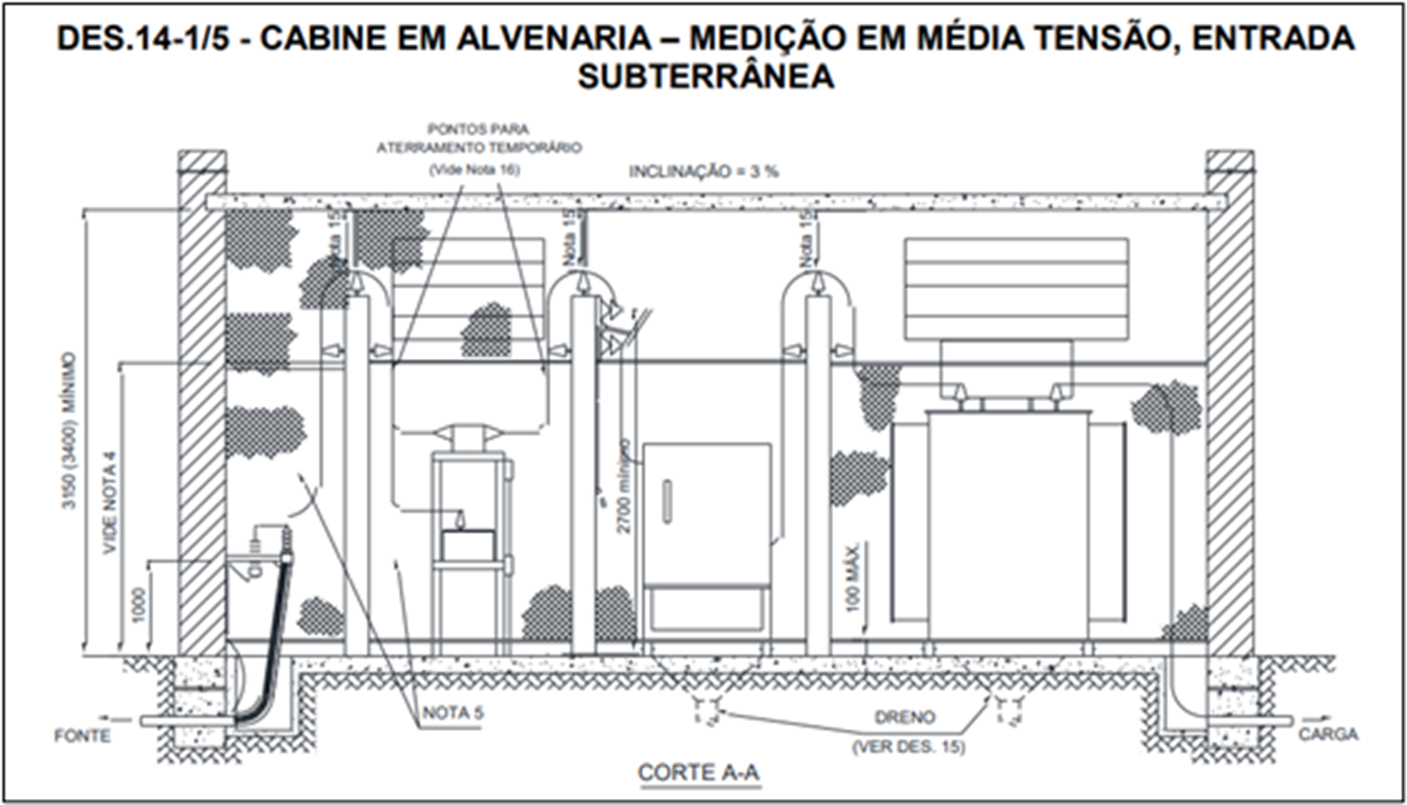 DES.14-1/5 - CABINE EM ALVENARIA – MEDIÇÃO EM MÉDIA TENSÃO, ENTRADA
SUBTERRÂNEA
PONTOS PARA
ATERRAMENTO TEMPORÁRIO
(Vide Nota 16)
INCLINAÇÃO = 3 %
Nota 15
Nota 15
Nota 15
3150 (3400) MÍNIMO
VIDE NOTA 4
1000
2700 mínimo
100 MÁX.
NOTA 5
FONTE
DRENO
(VER DES. 15)
CARGA
CORTE A-A